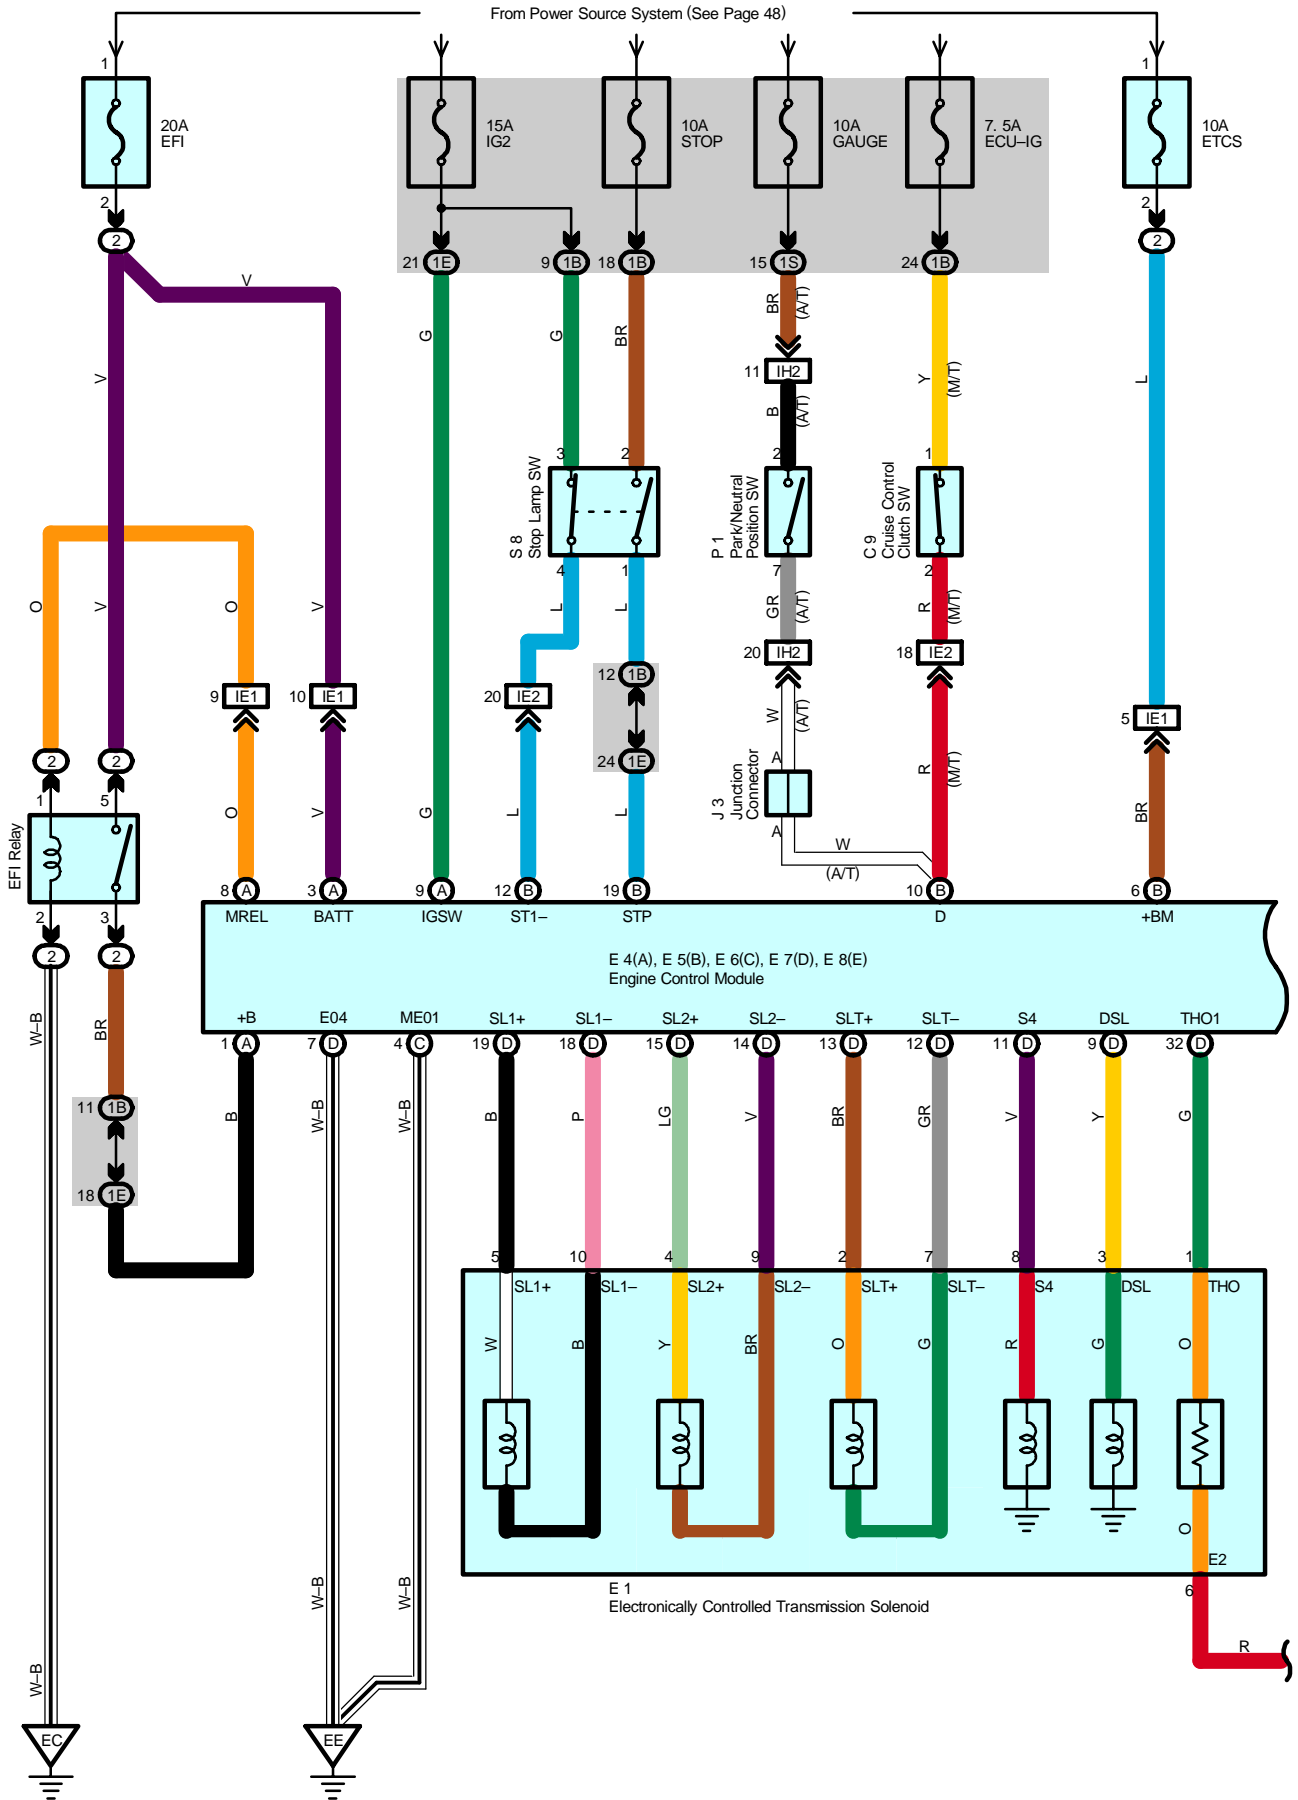 From Power Source System (See Page 48)
1
1
20A
EFI
15A
IG2
10A
STOP
10A
GAUGE
7. 5A
ECU–IG
10A
ETCS
2
2
2
2
21 1E
9 1B
18 1B
15 1S
24 1B
V
BR
(A/T)
G
G
BR
11 IH2
V
Y
(M/T)
L
B
(A/T)
3
2
2
1
S 8
Stop Lamp SW
P 1
Park/Neutral
Position SW
C 9
Cruise Control
Clutch SW
4
1
7
2
O
V
O
V
L
L
GR
(A/T)
R
(M/T)
20 IH2
18 IE2
12 1B
9 IE1
10 IE1
20 IE2
5 IE1
W
(A/T)
2
2
24 1E
A
R
(M/T)
J 3
Junction
Connector
1
5
O
V
G
L
L
BR
A
EFI Relay
W
(A/T)
8 A
3 A
9 A
12 B
19 B
10 B
6 B
2
3
MREL
BATT
IGSW
ST1–
STP
D
+BM
2
2
E 4(A), E 5(B), E 6(C), E 7(D), E 8(E)
Engine Control Module
+B
E04
ME01
SL1+
SL1–
SL2+
SL2–
SLT+
SLT–
S4
DSL
THO1
W–B
BR
1 A
7 D
4 C
19 D
18 D
15 D
14 D
13 D
12 D
11 D
9 D
32 D
11 1B
B
W–B
W–B
B
P
LG
V
BR
GR
V
Y
G
18 1E
5
10
4
9
2
7
8
3
1
SL1+
SL1–
SL2+
SL2–
SLT+
SLT–
S4
DSL
THO
W
B
Y
BR
O
G
R
G
O
O
E2
W–B
W–B
E 1
Electronically Controlled Transmission Solenoid
6
R
W–B
EC
EE